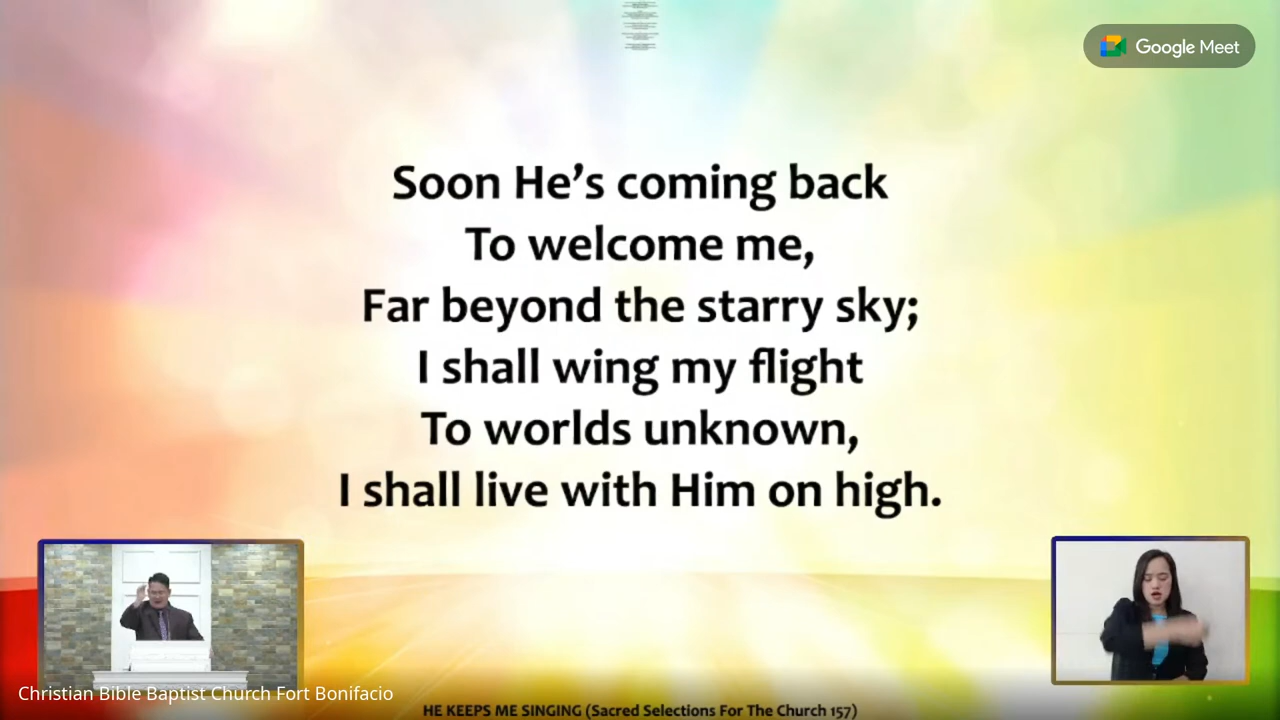 Google Meet
Soon He’s coming back
To welcome me,
Far beyond the starry sky;
I shall wing my flight
To worlds unknown,
I shall live with Him on high.
Christian Bible Baptist Church Fort Bonifacio
HE KEEPS ME SINGING (Sacred Selections For The Church 157)